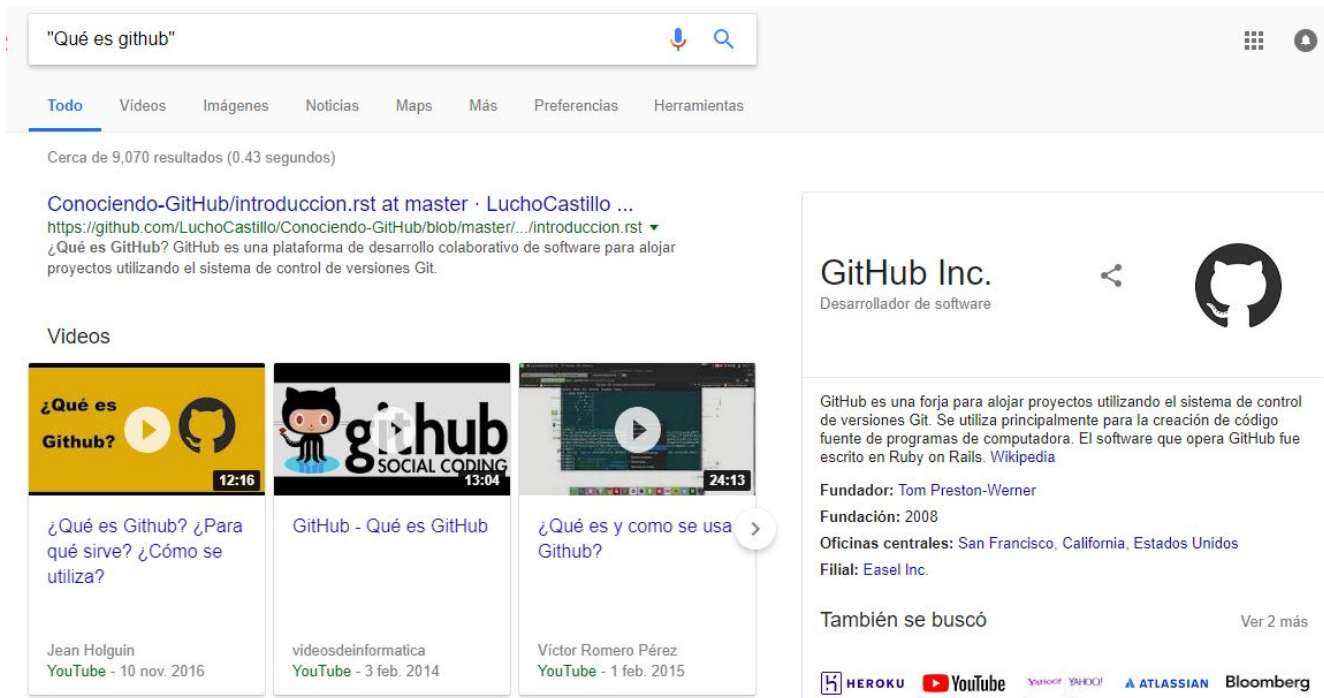 "Qué es github"
Todo Vídeos Imágenes Noticias Maps Más Preferencias Herramientas
Cerca de 9,070 resultados (0.43 segundos)
Conociendo-GitHub/introduccion.rst at master · LuchoCastillo ...
https://github.com/LuchoCastillo/Conociendo-GitHub/blob/master/.../introduccion.rst
¿Qué es GitHub? GitHub es una plataforma de desarrollo colaborativo de software para alojar
proyectos utilizando el sistema de control de versiones Git.
Videos
¿Qué es
Github?
12:16
¿Qué es Github? ¿Para
qué sirve? ¿Cómo se
utiliza?
Jean Holguin
YouTube - 10 nov. 2016
github
SOCIAL CODING
13:04
GitHub - Qué es GitHub
videosdeinformatica
YouTube - 3 feb. 2014
24:13
¿Qué es y como se usa
Github?
Víctor Romero Pérez
YouTube - 1 feb. 2015
GitHub Inc.
Desarrollador de software
GitHub es una forja para alojar proyectos utilizando el sistema de control
de versiones Git. Se utiliza principalmente para la creación de código
fuente de programas de computadora. El software que opera GitHub fue
escrito en Ruby on Rails. Wikipedia
Fundador: Tom Preston-Werner
Fundación: 2008
Oficinas centrales: San Francisco, California, Estados Unidos
Filial: Easel Inc.
También se buscó Ver 2 más
HEROKU YouTube YAHOO! YAHOO! ATLASSIAN Bloomberg